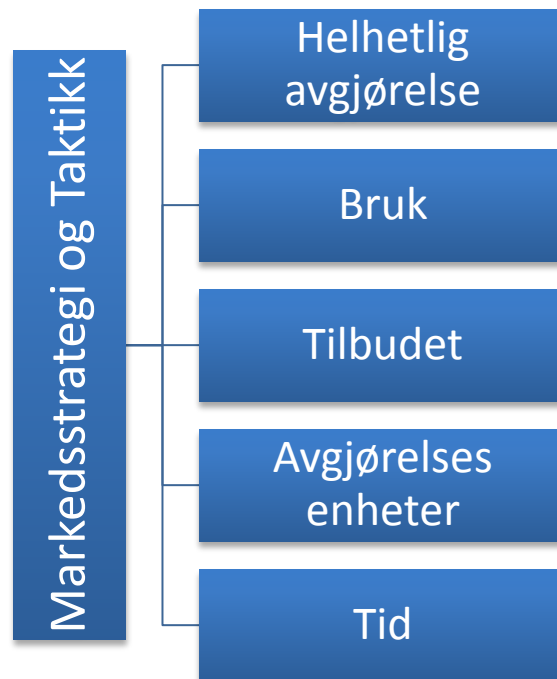 Markedsstrategi og Taktikk
Helhetlig
avgjørelse
Bruk
Tilbudet
Avgjørelses
enheter
Tid